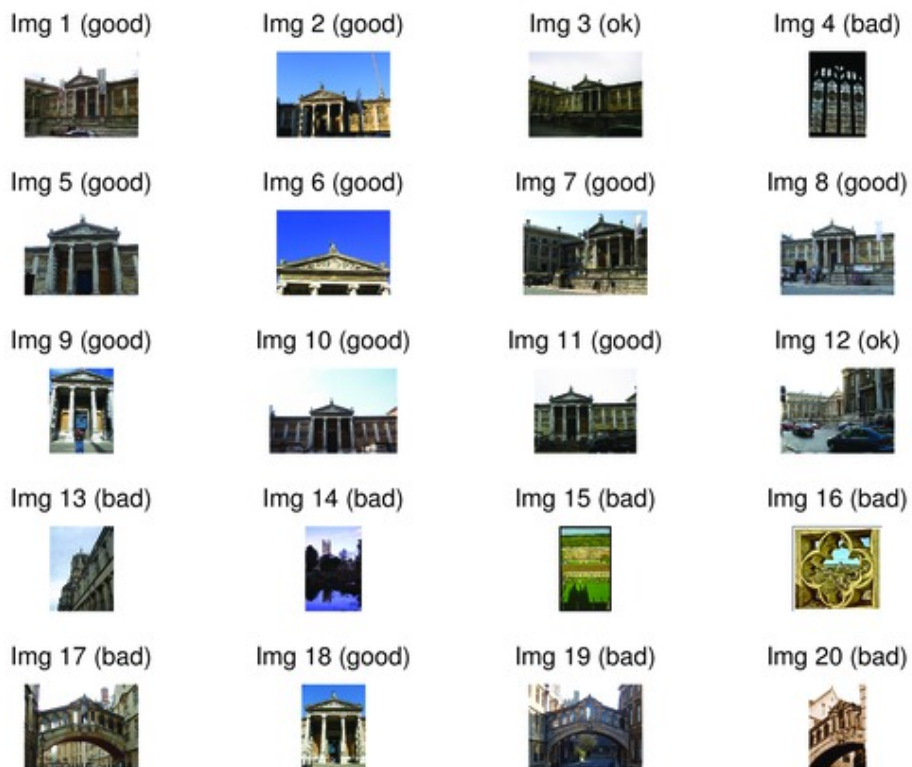 Img 1 (good) Img 2 (good) Img 3 (ok) Img 4 (bad)
Img 5 (good) Img 6 (good) Img 7 (good) Img 8 (good)
Img 9 (good) Img 10 (good) Img 11 (good) Img 12 (ok)
Img 13 (bad) Img 14 (bad) Img 15 (bad) Img 16 (bad)
Img 17 (bad) Img 18 (good) Img 19 (bad) Img 20 (bad)